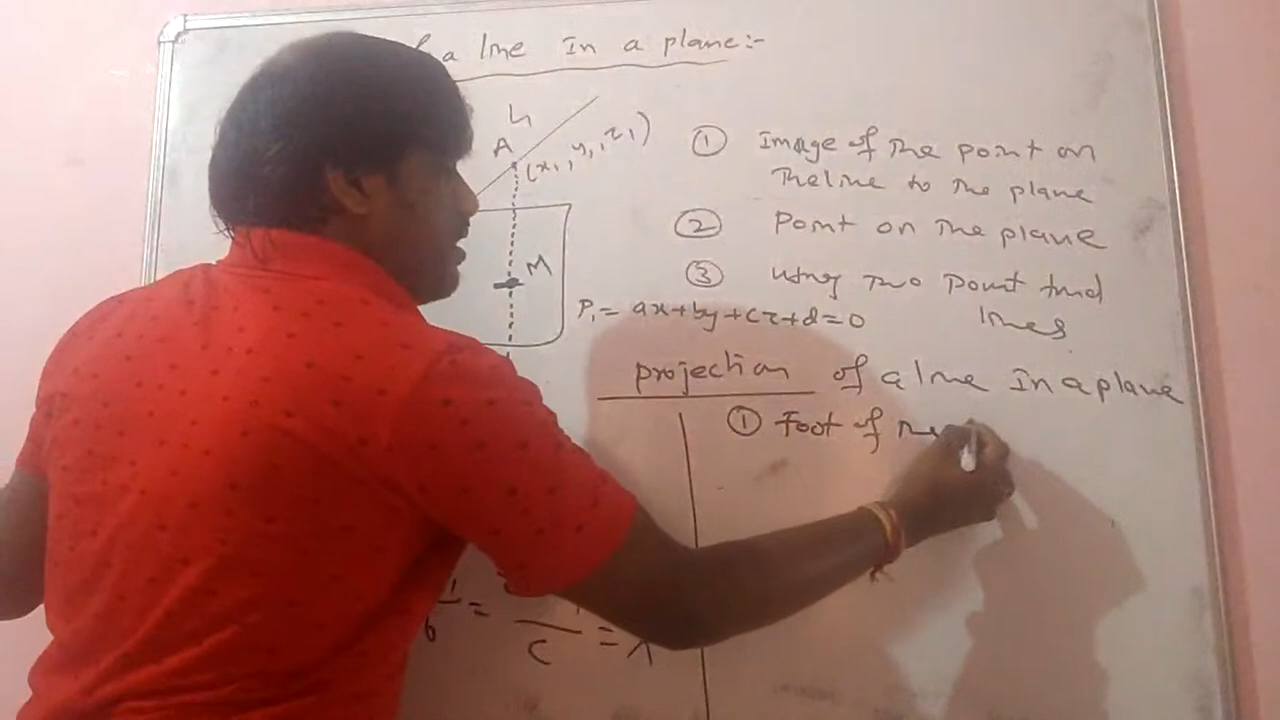 a line In a plane:-
L₁
A
(x₁, y₁, z₁)
M
① Image of the point on
the line to the plane
② Point on the plane
③ using two point find
lines
P₁ = ax+by+cz+d=0
projection of a line In a plane
① Foot of the
1/b = /c = λ